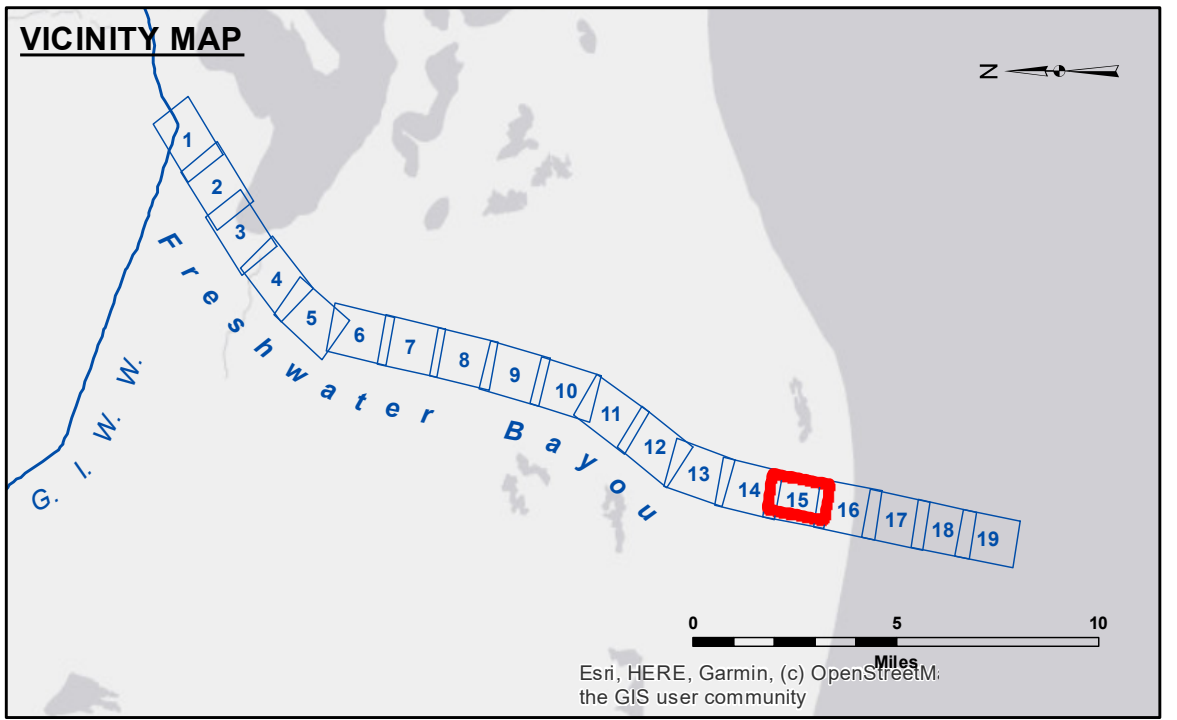 VICINITY MAP
N
1
2
3
4
5
6
7
8
9
10
11
12
13
14
15
16
17
18
19
Freshwater Bayou
G. I. W. W.
0 5 10
Miles
Esri, HERE, Garmin, (c) OpenStreetM
the GIS user community